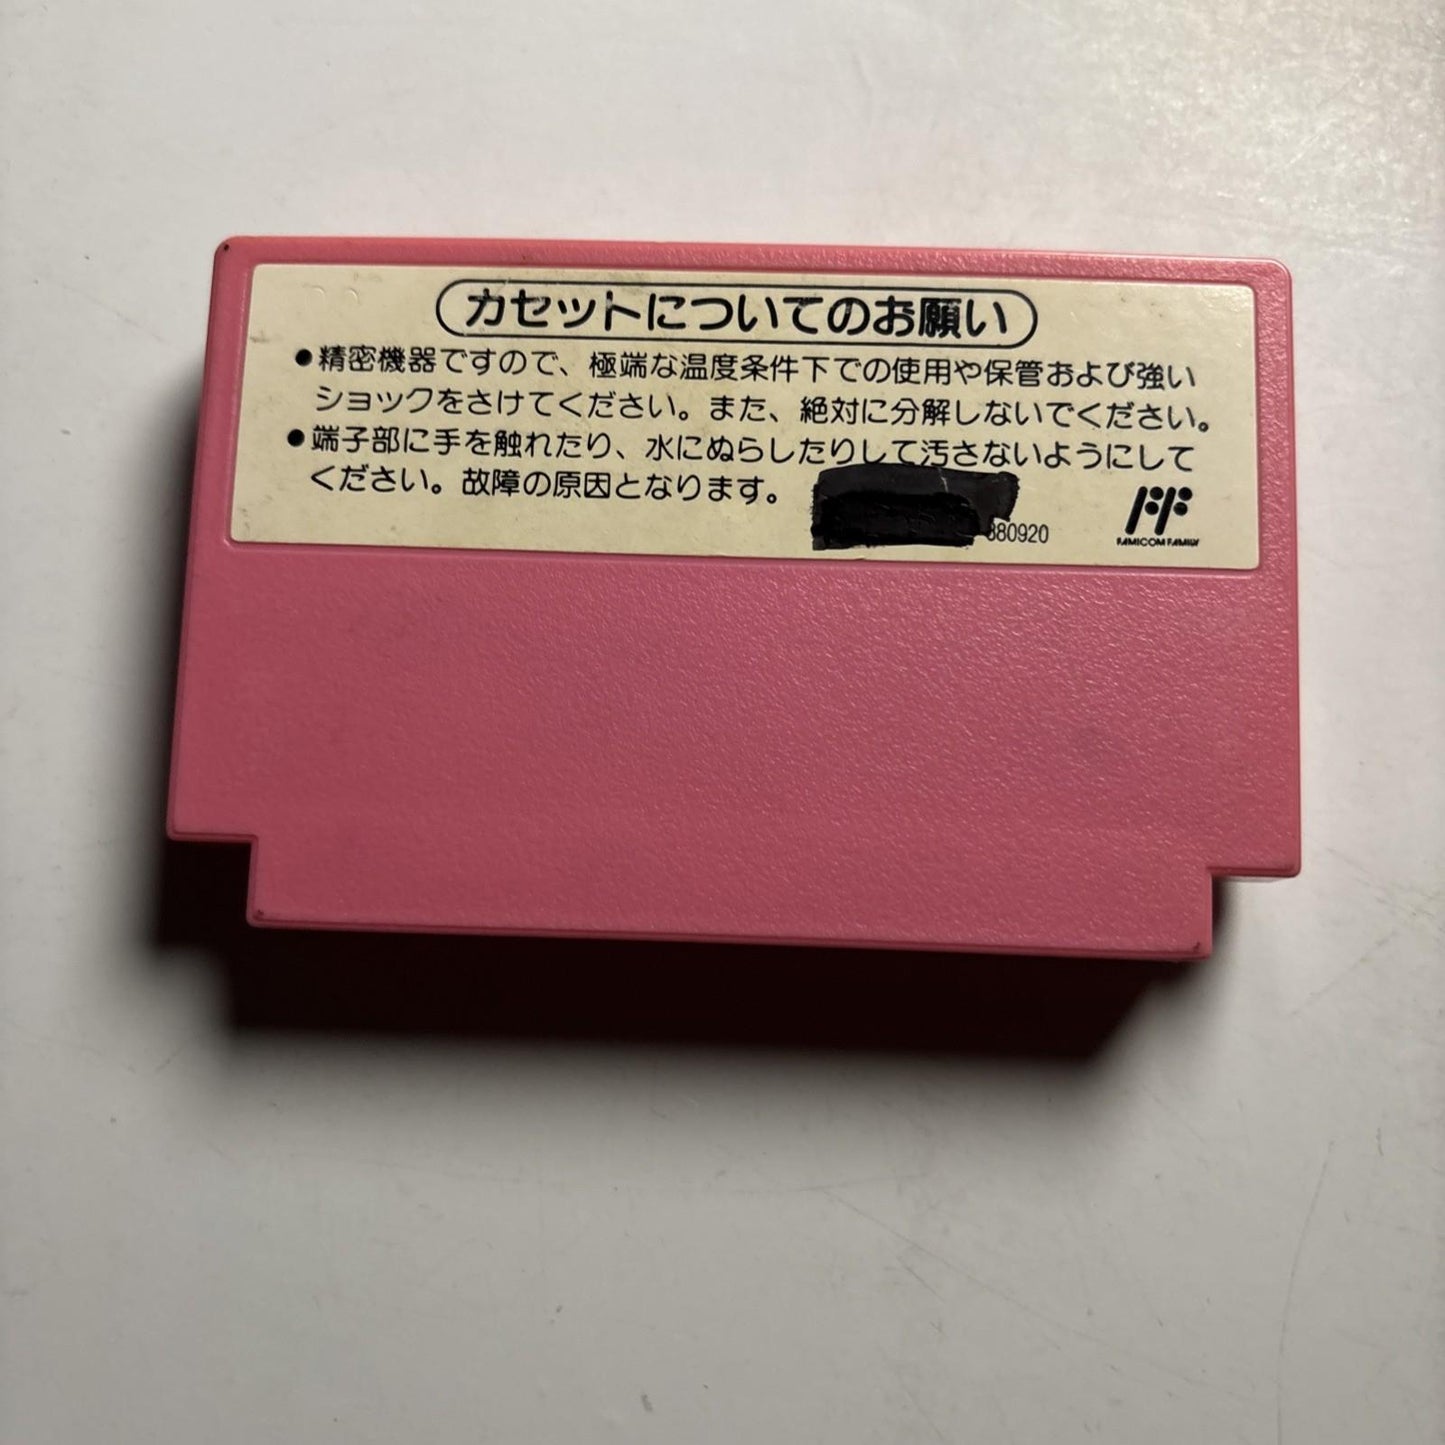 カセットについてのお願い
●精密機器ですので、極端な温度条件下での使用や保管および強い
ショックをさけてください。また、絶対に分解しないでください。
●端子部に手を触れたり、水にぬらしたりして汚さないようにして
ください。故障の原因となります。
880920
FAMICOM FAMILY